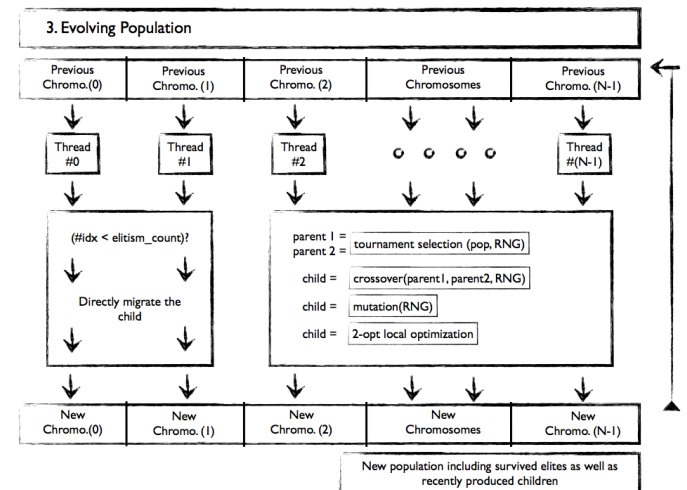 3. Evolving Population
Previous Previous Previous Previous Previous
Chromo.(0) Chromo. (1) Chromo. (2) Chromosomes Chromo. (N-1)
Thread Thread Thread Thread
#0 #1 #2 #(N-1)
(#idx < elitism_count)?
Directly migrate the
child
parent 1 =
parent 2 =
tournament selection (pop, RNG)
child = crossover(parent1, parent2, RNG)
child = mutation(RNG)
child = 2-opt local optimization
New New New New New
Chromo.(0) Chromo. (1) Chromo. (2) Chromosomes Chromo. (N-1)
New population including survived elites as well as
recently produced children